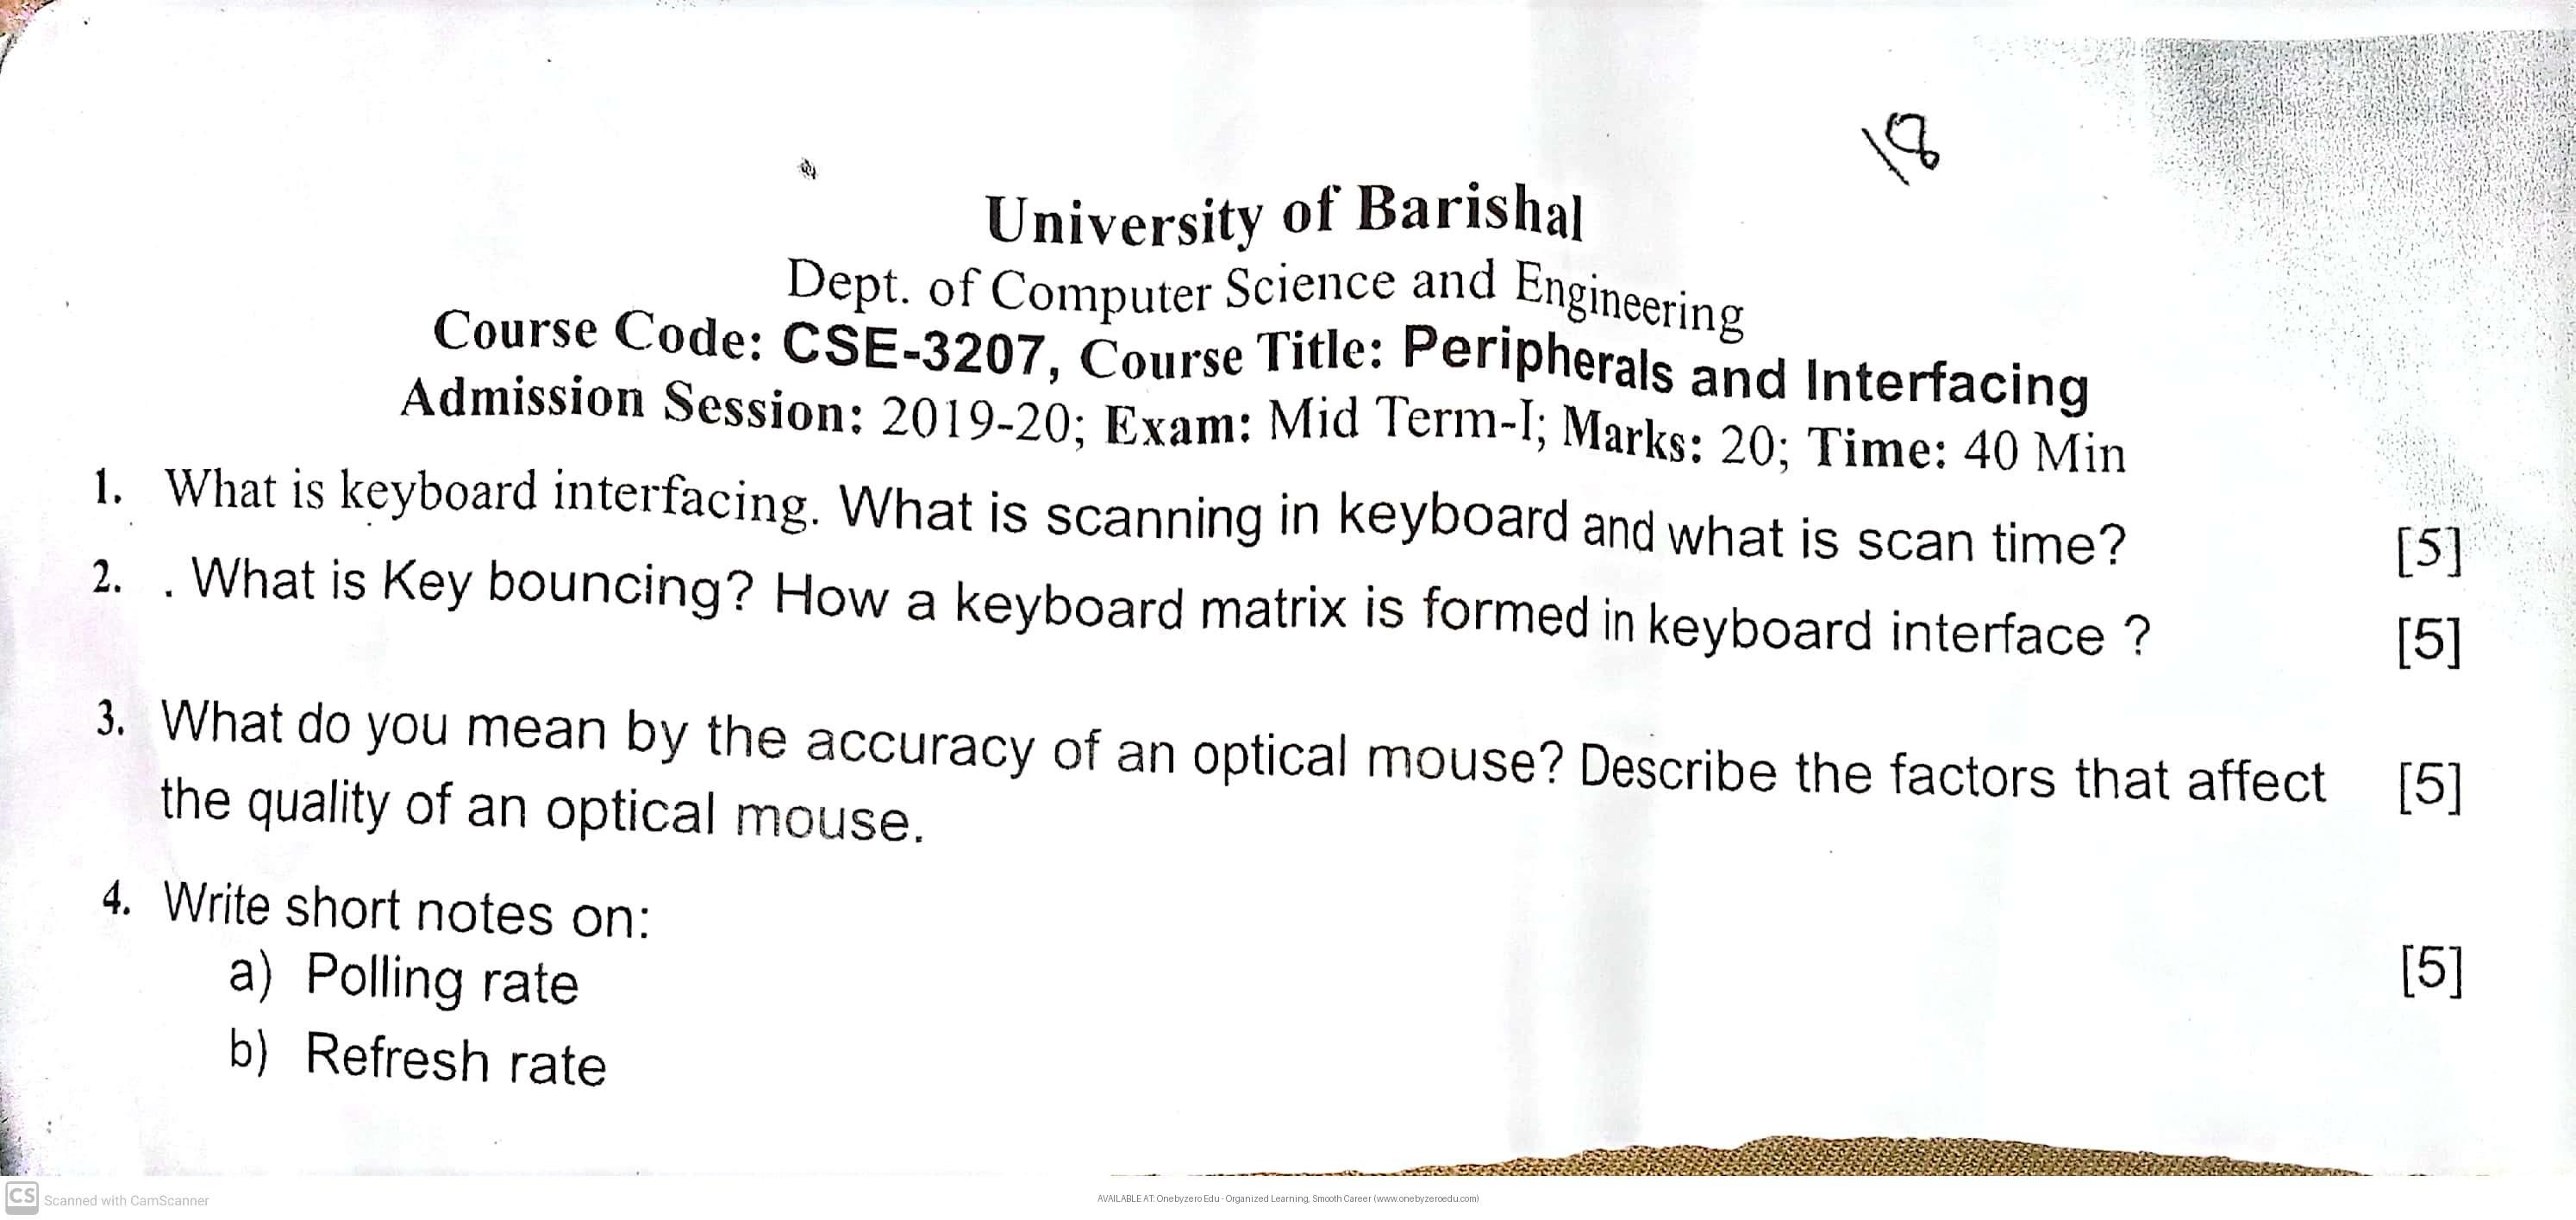 18
University of Barishal
Dept. of Computer Science and Engineering
Course Code: CSE-3207, Course Title: Peripherals and Interfacing
Admission Session: 2019-20; Exam: Mid Term-I; Marks: 20; Time: 40 Min
1. What is keyboard interfacing. What is scanning in keyboard and what is scan time? [5]
2. . What is Key bouncing? How a keyboard matrix is formed in keyboard interface ? [5]
3. What do you mean by the accuracy of an optical mouse? Describe the factors that affect [5]
the quality of an optical mouse.
4. Write short notes on:
a) Polling rate [5]
b) Refresh rate
CS Scanned with CamScanner
AVAILABLE AT: Onebyzero Edu - Organized Learning, Smooth Career (www.onebyzeroedu.com)